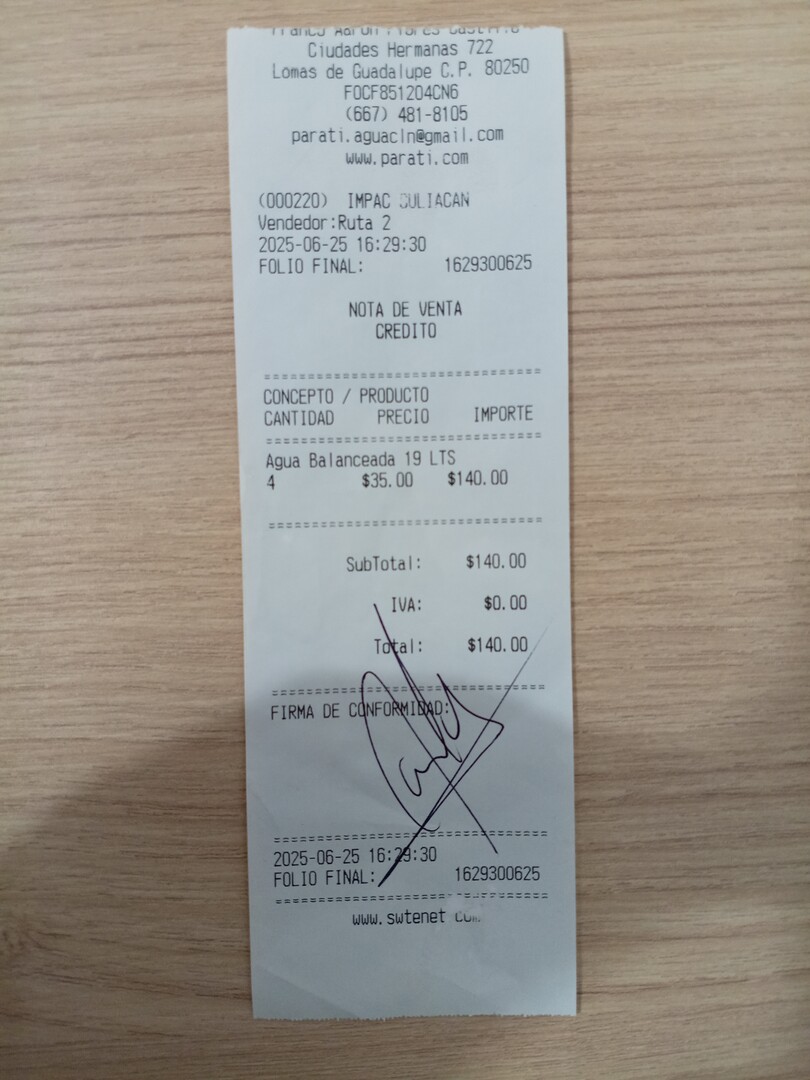 Ciudades Hermanas 722
Lomas de Guadalupe C.P. 80250
FOCF851204CN6
(667) 481-8105
parati.aguacln@gmail.com
www.parati.com
(000220) IMPAC CULIACAN
Vendedor:Ruta 2
2025-06-25 16:29:30
FOLIO FINAL: 1629300625
NOTA DE VENTA
CREDITO
================================
CONCEPTO / PRODUCTO
CANTIDAD PRECIO IMPORTE
================================
Agua Balanceada 19 LTS
4 $35.00 $140.00
================================
SubTotal: $140.00
IVA: $0.00
Total: $140.00
================================
FIRMA DE CONFORMIDAD:
================================
2025-06-25 16:29:30
FOLIO FINAL: 1629300625
================================
www.swtenet